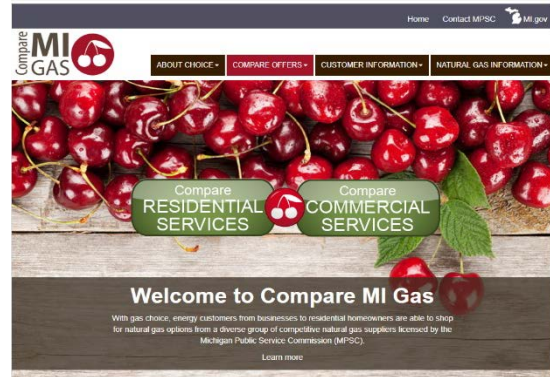 Home Contact MPSC MI.gov
Compare
MI
GAS
ABOUT CHOICE COMPARE OFFERS CUSTOMER INFORMATION NATURAL GAS INFORMATION
Compare
RESIDENTIAL
SERVICES
Compare
COMMERCIAL
SERVICES
Welcome to Compare MI Gas
With gas choice, energy customers from businesses to residential homeowners are able to shop
for natural gas options from a diverse group of competitive natural gas suppliers licensed by the
Michigan Public Service Commission (MPSC).
Learn more